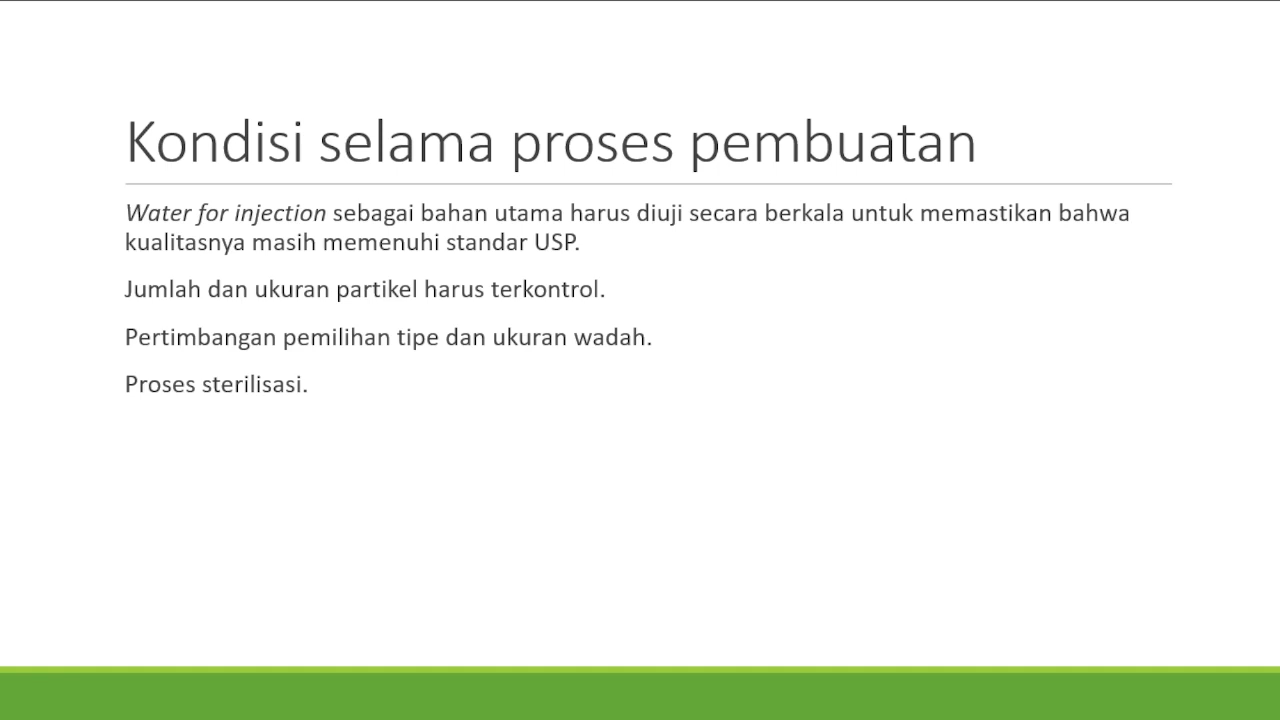 Kondisi selama proses pembuatan
Water for injection sebagai bahan utama harus diuji secara berkala untuk memastikan bahwa
kualitasnya masih memenuhi standar USP.
Jumlah dan ukuran partikel harus terkontrol.
Pertimbangan pemilihan tipe dan ukuran wadah.
Proses sterilisasi.